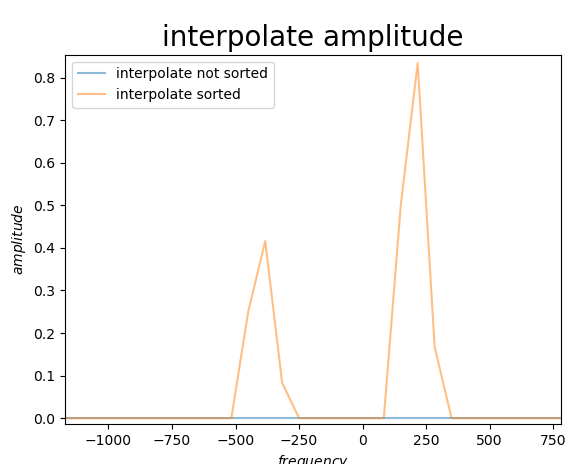 interpolate amplitude
interpolate not sorted
interpolate sorted
0.8
0.7
0.6
0.5
0.4
0.3
0.2
0.1
0.0
amplitude
−1000 −750 −500 −250 0 250 500 750
frequency